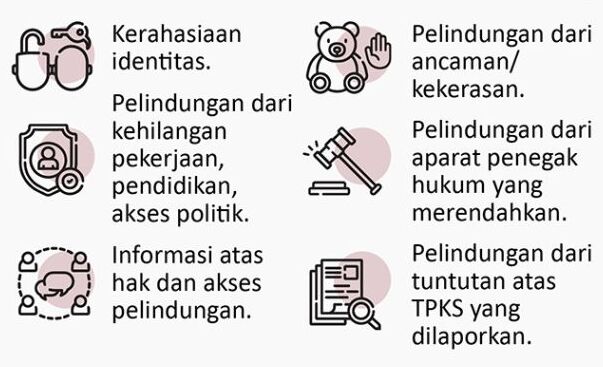 Kerahasiaan
identitas.
Pelindungan dari
kehilangan
pekerjaan,
pendidikan,
akses politik.
Informasi atas
hak dan akses
pelindungan.
Pelindungan dari
ancaman/
kekerasan.
Pelindungan dari
aparat penegak
hukum yang
merendahkan.
Pelindungan dari
tuntutan atas
TPKS yang
dilaporkan.